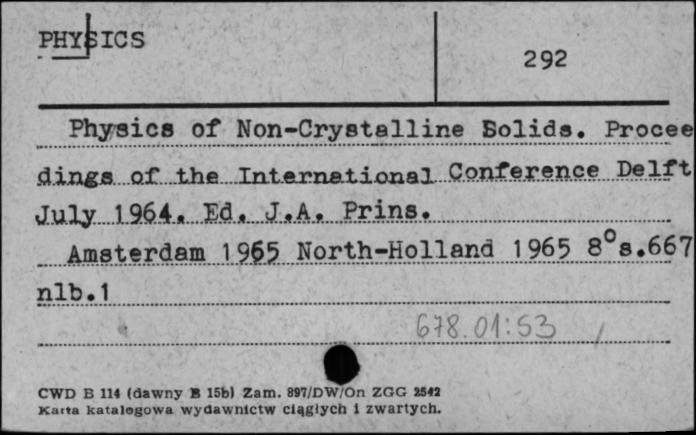 PHYSICS
292
Physics of Non-Crystalline Solids. Procee
dings of the International Conference Delft
July 1964. Ed. J.A. Prins.
Amsterdam 1965 North-Holland 1965 8°s.667
nlb.1
678.01:53
CWD B 114 (dawny B 15b) Zam. 897/DW/On ZGG 2542
Karta katalogowa wydawnictw ciągłych i zwartych.